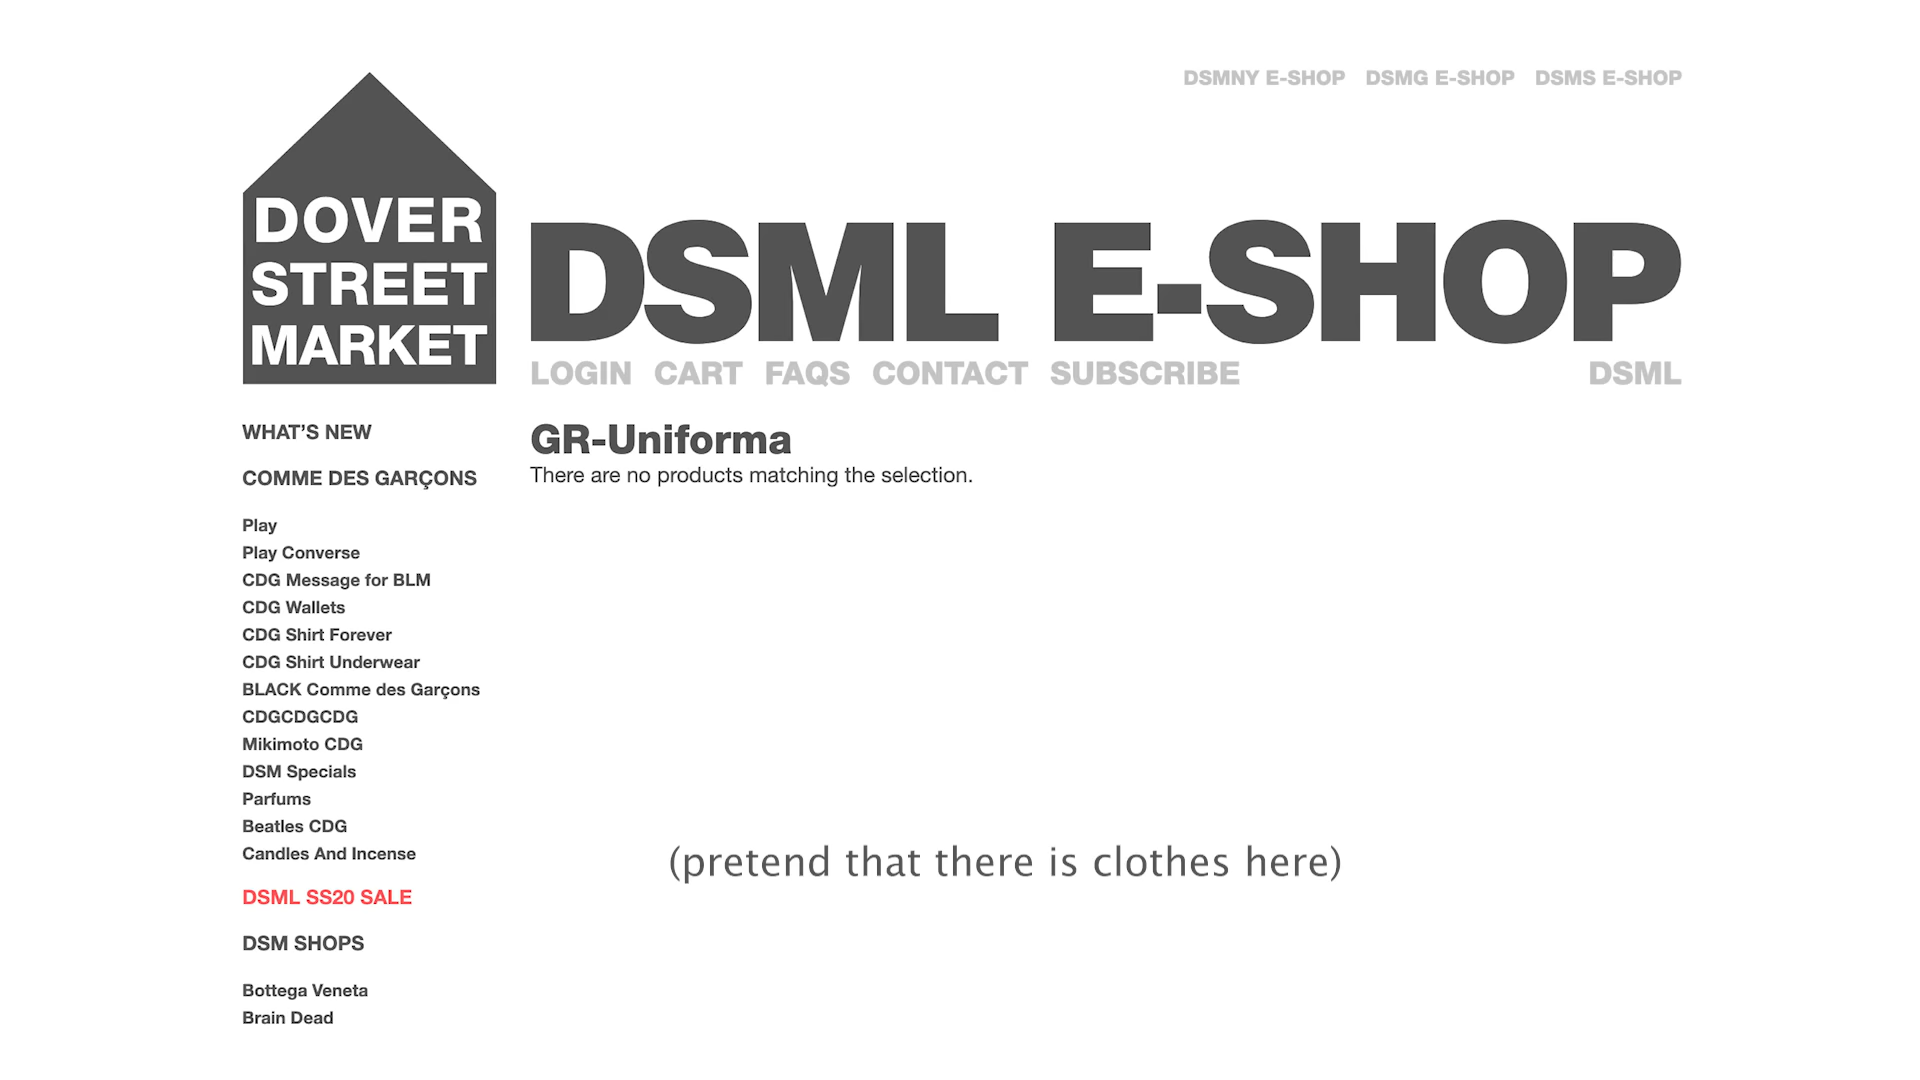 DSMNY E-SHOP DSMG E-SHOP DSMS E-SHOP
DOVER
STREET
MARKET
DSML E-SHOP
LOGIN CART FAQS CONTACT SUBSCRIBE DSML
WHAT’S NEW
COMME DES GARÇONS
Play
Play Converse
CDG Message for BLM
CDG Wallets
CDG Shirt Forever
CDG Shirt Underwear
BLACK Comme des Garçons
CDGCDGCDG
Mikimoto CDG
DSM Specials
Parfums
Beatles CDG
Candles And Incense
DSML SS20 SALE
DSM SHOPS
Bottega Veneta
Brain Dead
GR-Uniforma
There are no products matching the selection.
(pretend that there is clothes here)